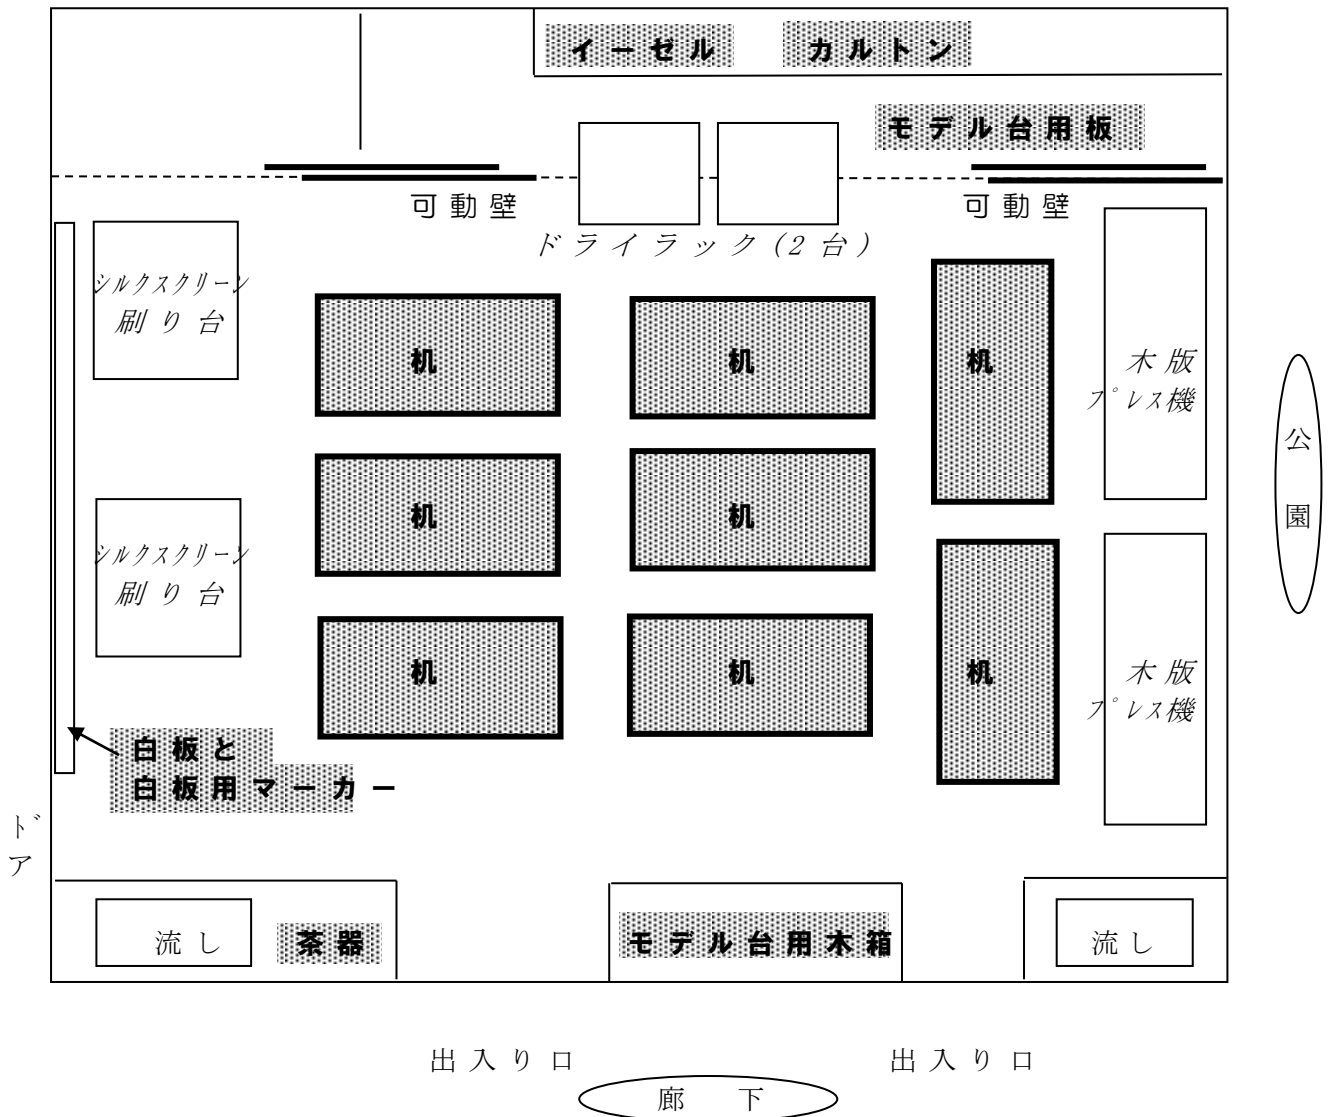 イーゼル カルトン
モデル台用板
可動壁
可動壁
ドライラック(2台)
シルクスクリーン
刷り台
机
机
机
木版
プレス機
公園
机
机
シルクスクリーン
刷り台
机
机
机
木版
プレス機
白板と
白板用マーカー
ドア
流し
茶器
モデル台用木箱
流し
出入り口
出入り口
廊 下